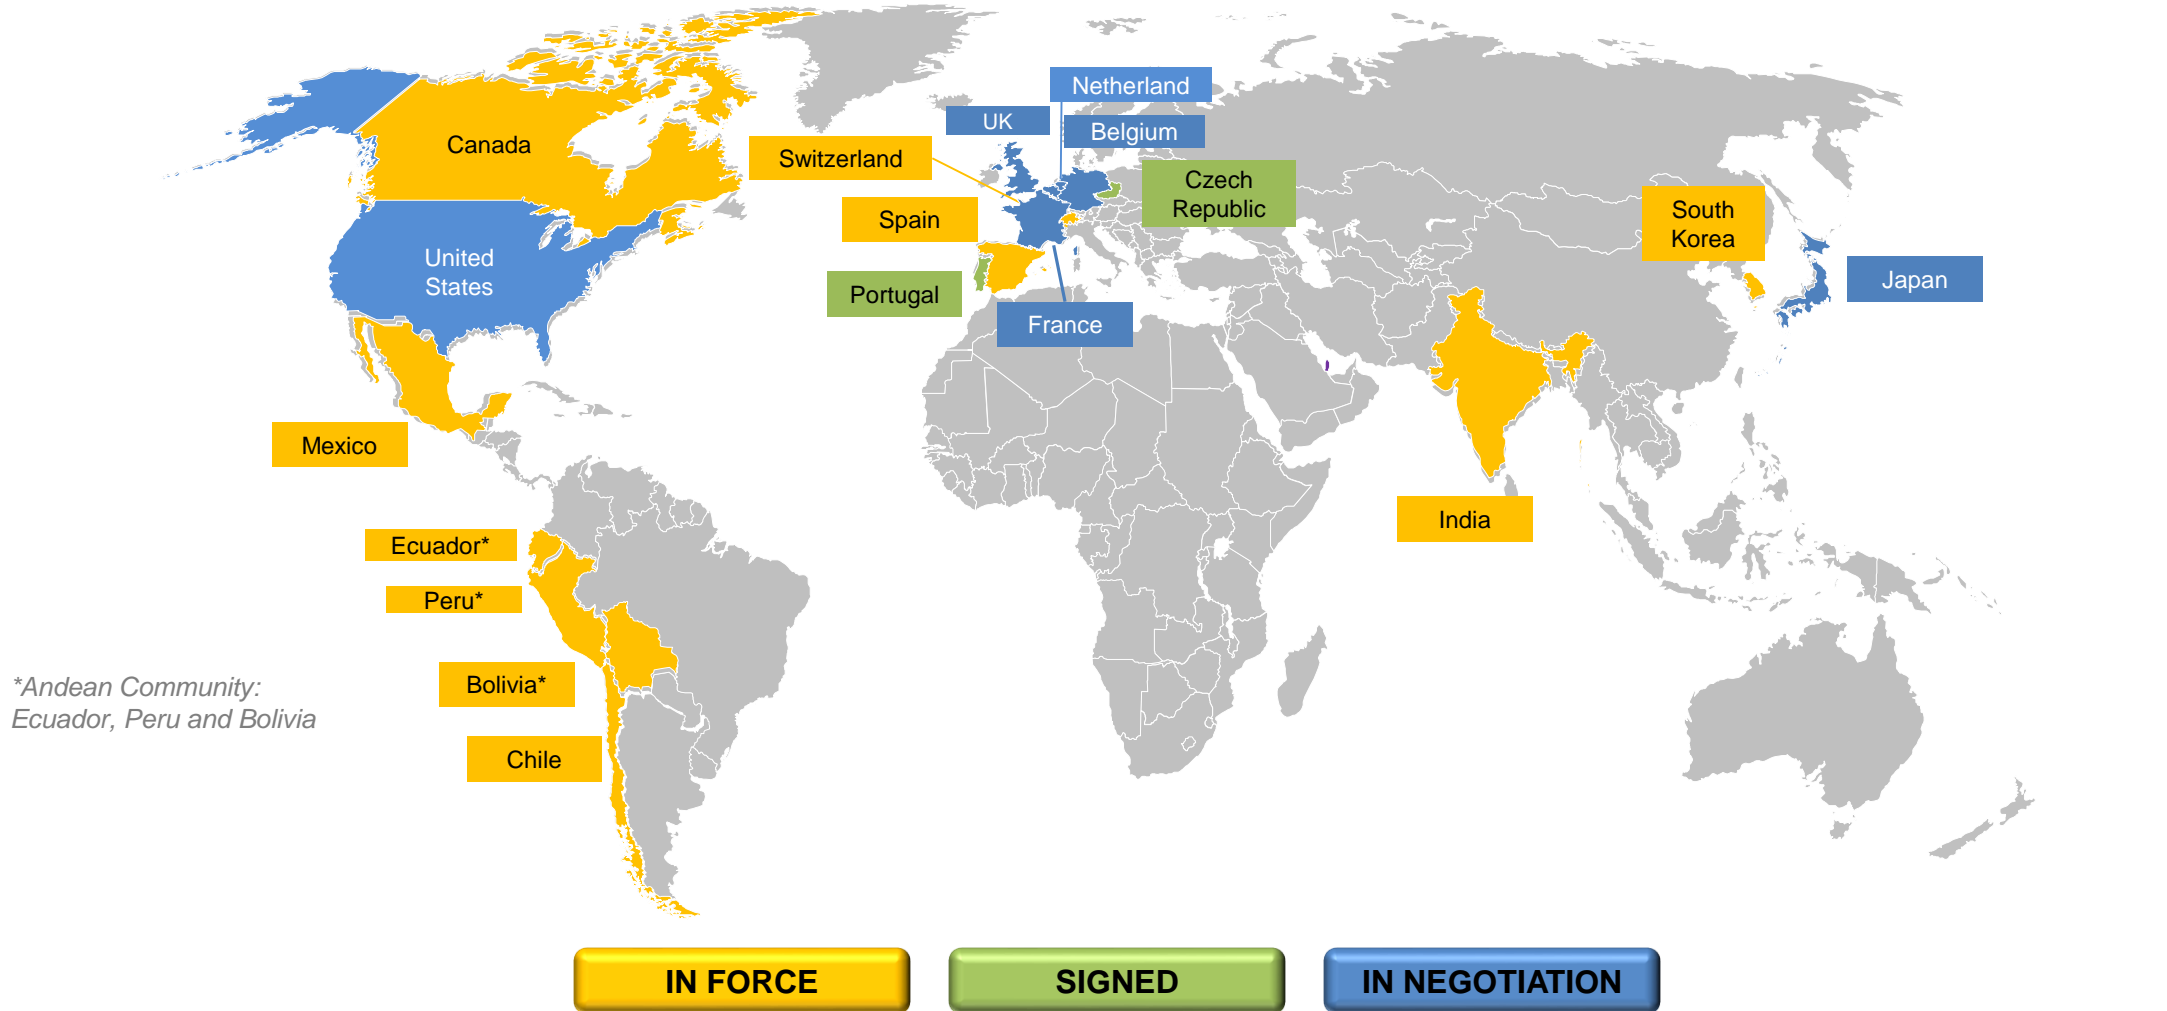 Netherland
UK
Belgium
Canada
Switzerland
Czech
Republic
Spain
South
Korea
United
States
Portugal
Japan
France
Mexico
India
Ecuador*
Peru*
Bolivia*
*Andean Community:
Ecuador, Peru and Bolivia
Chile
IN FORCE
SIGNED
IN NEGOTIATION